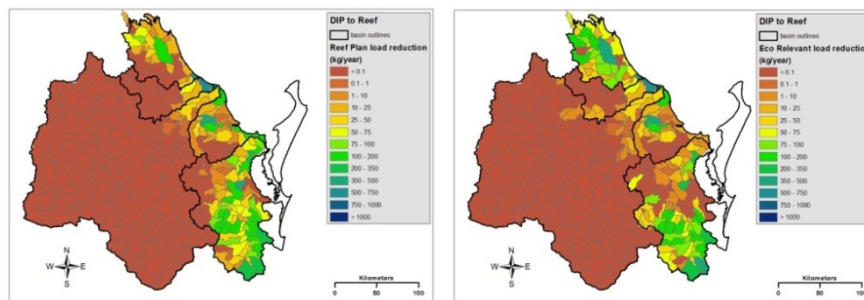 DIP to Reef
basin outlines
Reef Plan load reduction
(kg/year)
< 0.1
0.1 - 1
1 - 10
10 - 25
25 - 50
50 - 75
75 - 100
100 - 200
200 - 350
350 - 500
500 - 750
750 - 1000
> 1000
N
W E
S
Kilometers
0 50 100
DIP to Reef
basin outlines
Eco Relevant load reduction
(kg/year)
< 0.1
0.1 - 1
1 - 10
10 - 25
25 - 50
50 - 75
75 - 100
100 - 200
200 - 350
350 - 500
500 - 750
750 - 1000
> 1000
N
W E
S
Kilometers
0 50 100